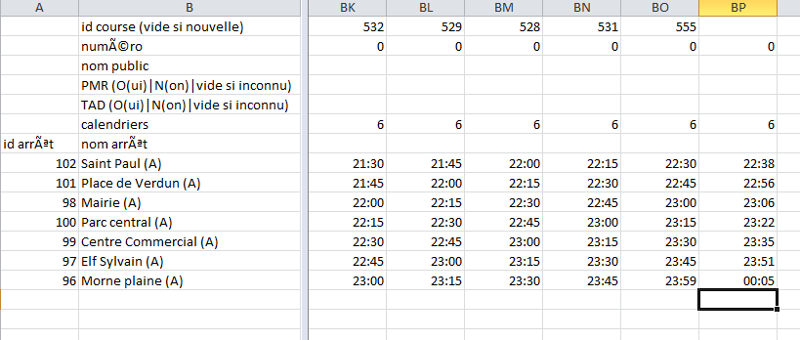 A B BK BL BM BN BO BP
id course (vide si nouvelle) 532 529 528 531 555
numÃ©ro 0 0 0 0 0 0
nom public
PMR (O(ui)|N(on)|vide si inconnu)
TAD (O(ui)|N(on)|vide si inconnu)
calendriers 6 6 6 6 6 6
id arrÃªt nom arrÃªt
102 Saint Paul (A) 21:30 21:45 22:00 22:15 22:30 22:38
101 Place de Verdun (A) 21:45 22:00 22:15 22:30 22:45 22:56
98 Mairie (A) 22:00 22:15 22:30 22:45 23:00 23:06
100 Parc central (A) 22:15 22:30 22:45 23:00 23:15 23:22
99 Centre Commercial (A) 22:30 22:45 23:00 23:15 23:30 23:35
97 Elf Sylvain (A) 22:45 23:00 23:15 23:30 23:45 23:51
96 Morne plaine (A) 23:00 23:15 23:30 23:45 23:59 00:05